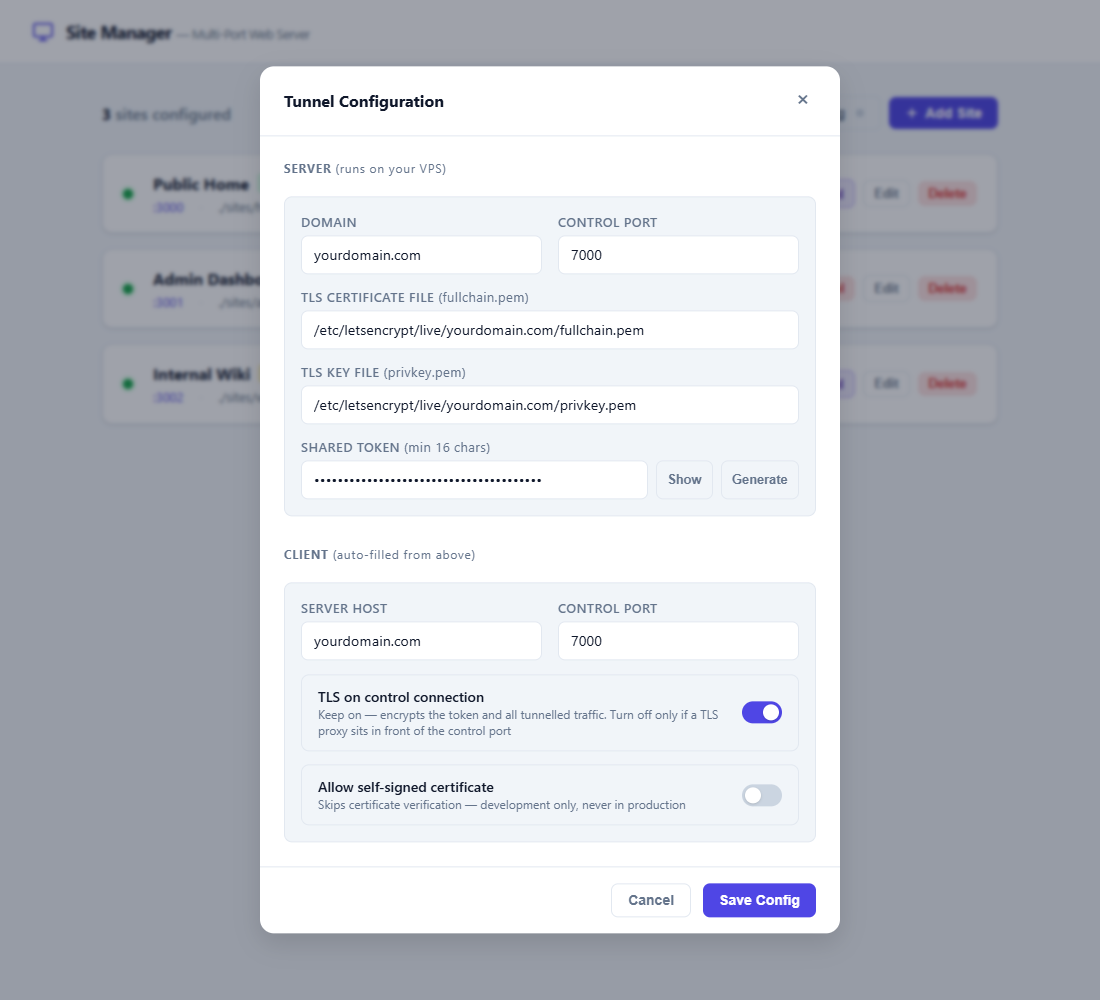 Site Manager — Multi-Port Web Server
3 sites configured
+ Add Site
Public Home
:3000
Edit
Delete
Admin Dashbo
:3001
Edit
Delete
Internal Wiki
:3002
Edit
Delete
Tunnel Configuration
×
SERVER (runs on your VPS)
DOMAIN
CONTROL PORT
yourdomain.com
7000
TLS CERTIFICATE FILE (fullchain.pem)
/etc/letsencrypt/live/yourdomain.com/fullchain.pem
TLS KEY FILE (privkey.pem)
/etc/letsencrypt/live/yourdomain.com/privkey.pem
SHARED TOKEN (min 16 chars)
Show
Generate
CLIENT (auto-filled from above)
SERVER HOST
CONTROL PORT
yourdomain.com
7000
TLS on control connection
Keep on — encrypts the token and all tunnelled traffic. Turn off only if a TLS
proxy sits in front of the control port
Allow self-signed certificate
Skips certificate verification — development only, never in production
Cancel
Save Config